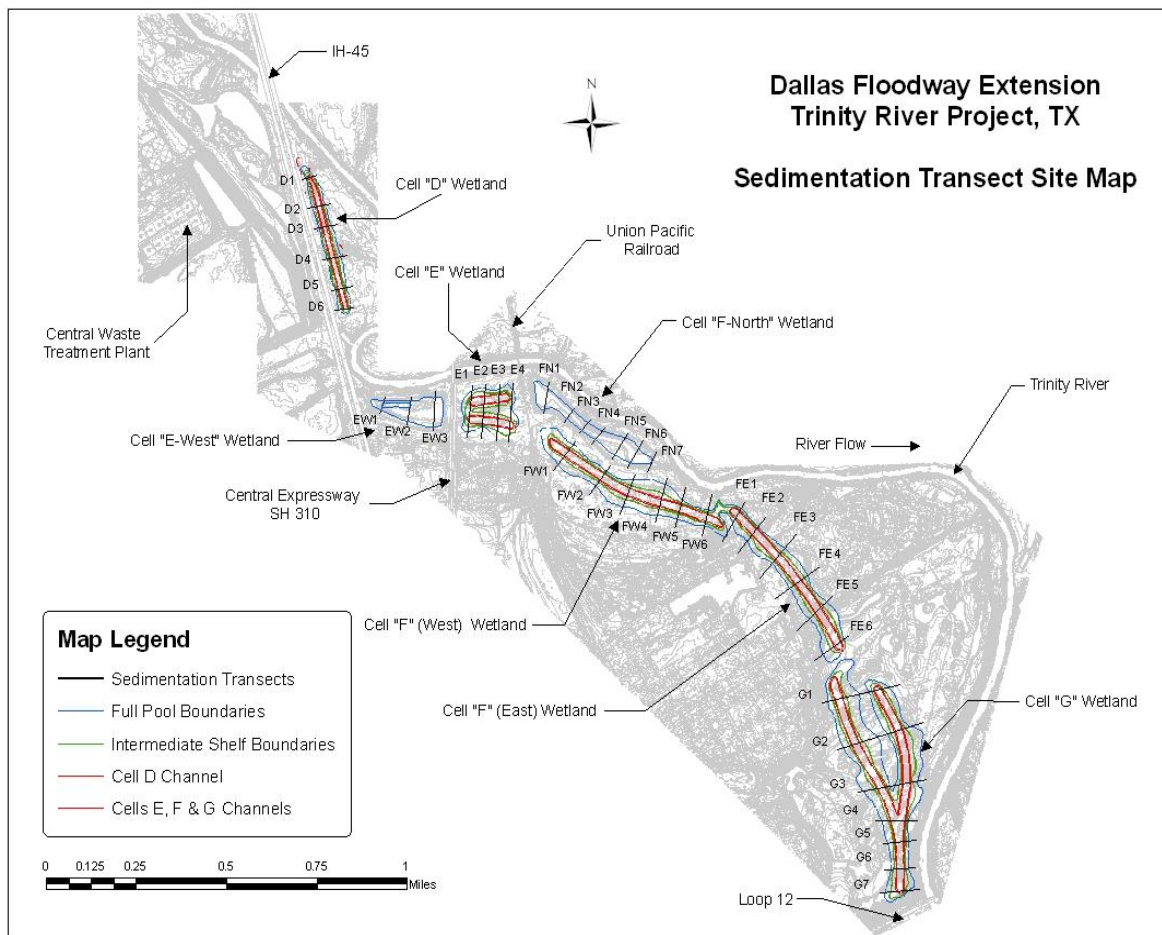 Dallas Floodway Extension
Trinity River Project, TX
Sedimentation Transect Site Map
N
IH-45
D1
D2
D3
D4
D5
D6
Cell "D" Wetland
Central Waste
Treatment Plant
Union Pacific
Railroad
Cell "E" Wetland
Cell "F-North" Wetland
Trinity River
River Flow
E1
E2
E3
E4
FN1
FN2
FN3
FN4
FN5
FN6
FN7
EW1
EW2
EW3
Cell "E-West" Wetland
Central Expressway
SH 310
FW1
FW2
FW3
FW4
FW5
FW6
FE1
FE2
FE3
FE4
FE5
FE6
Cell "F" (West) Wetland
Cell "F" (East) Wetland
G1
G2
G3
G4
G5
G6
G7
Cell "G" Wetland
Loop 12
Map Legend
Sedimentation Transects
Full Pool Boundaries
Intermediate Shelf Boundaries
Cell D Channel
Cells E, F & G Channels
0 0.125 0.25 0.5 0.75 1
Miles